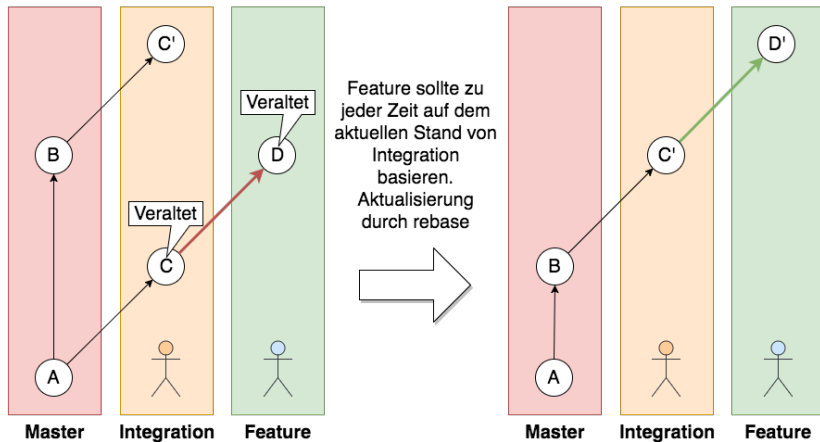 C'
Veraltet
B
D
Veraltet
C
A
Master
Integration
Feature
Feature sollte zu
jeder Zeit auf dem
aktuellen Stand von
Integration
basieren.
Aktualisierung
durch rebase
D'
C'
B
A
Master
Integration
Feature